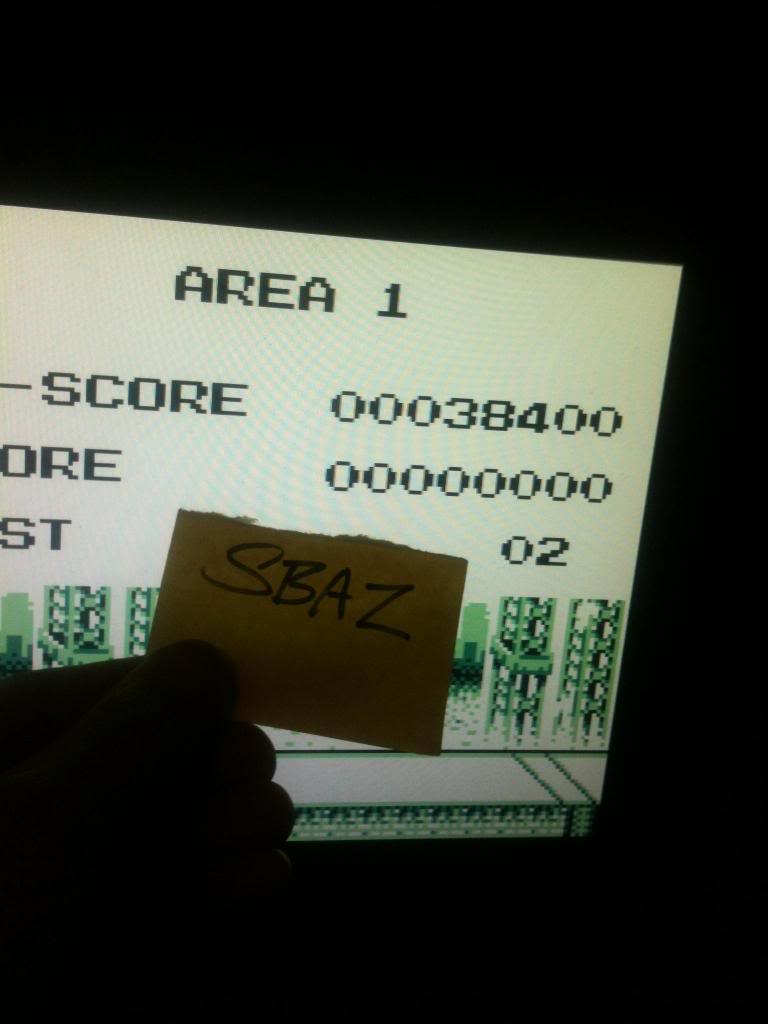 AREA 1
-SCORE 00038400
ORE 00000000
ST 02
SBAZ